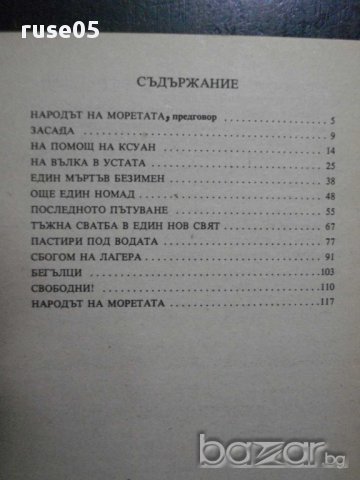 ruse05
СЪДЪРЖАНИЕ
НАРОДЪТ НА МОРЕТАТА, предговор 5
ЗАСАДА 9
НА ПОМОЩ НА КСУАН 14
НА ВЪЛКА В УСТАТА 25
ЕДИН МЪРТЪВ БЕЗИМЕН 38
ОЩЕ ЕДИН НОМАД 48
ПОСЛЕДНОТО ПЪТУВАНЕ 55
ТЪЖНА СВАТБА В ЕДИН НОВ СВЯТ 67
ПАСТИРИ ПОД ВОДАТА 77
СБОГОМ НА ЛАГЕРА 91
БЕГЪЛЦИ 103
СВОБОДНИ! 110
НАРОДЪТ НА МОРЕТАТА 117
bazar.bg